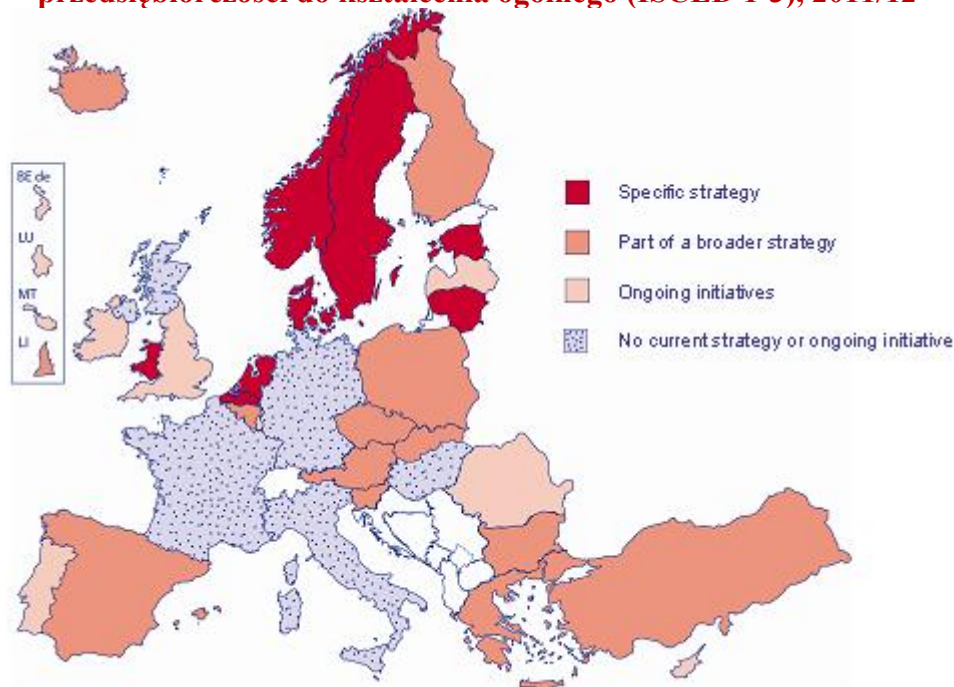 przedsiębiorczości do kształcenia ogólnego (ISCED 1-3), 2011/12
BE de
LU
MT
LI
Specific strategy
Part of a broader strategy
Ongoing initiatives
No current strategy or ongoing initiative